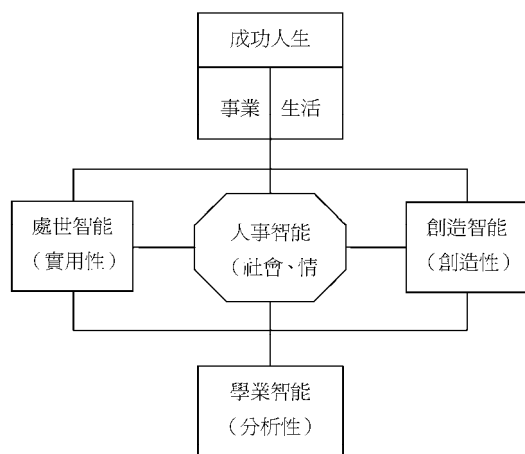 成功人生
事業 生活
處世智能
（實用性）
人事智能
（社會、情
創造智能
（創造性）
學業智能
（分析性）